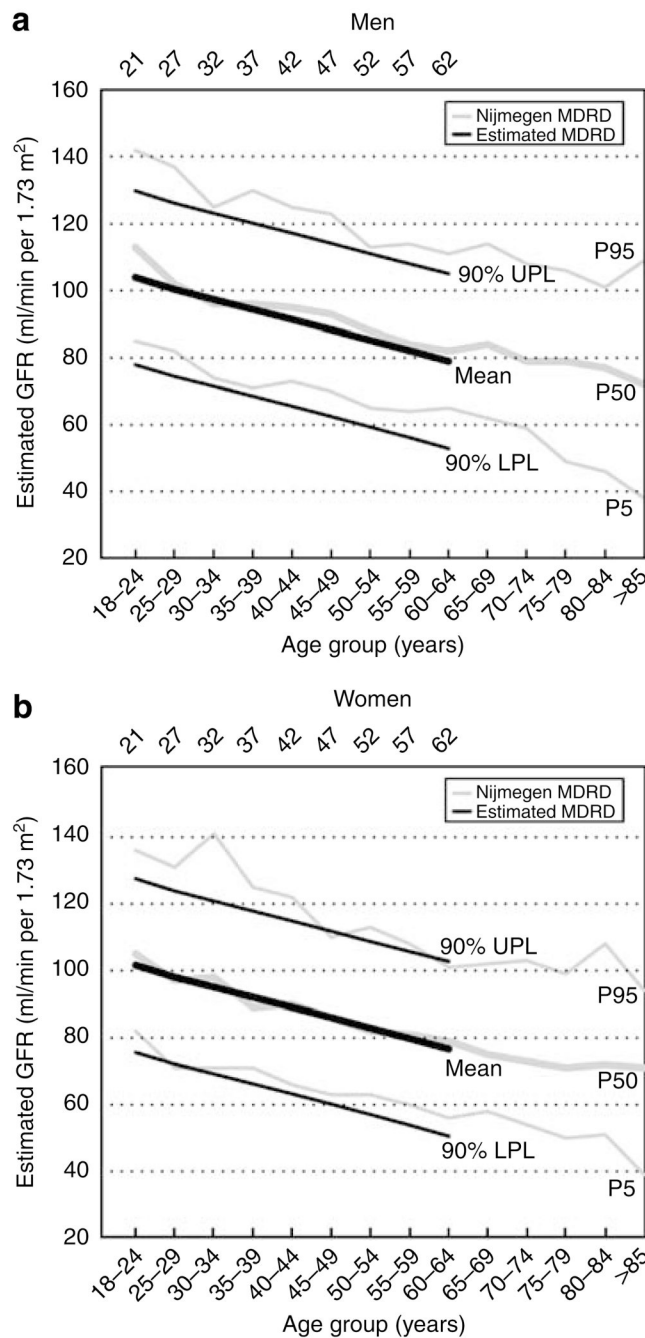 a
Men
21 27 32 37 42 47 52 57 62
160
140
120
100
80
60
40
20
Estimated GFR (ml/min per 1.73 m²)
Nijmegen MDRD
Estimated MDRD
P95
90% UPL
Mean
P50
90% LPL
P5
18–24 25–29 30–34 35–39 40–44 45–49 50–54 55–59 60–64 65–69 70–74 75–79 80–84 >85
Age group (years)
b
Women
21 27 32 37 42 47 52 57 62
160
140
120
100
80
60
40
20
Estimated GFR (ml/min per 1.73 m²)
Nijmegen MDRD
Estimated MDRD
90% UPL
P95
Mean
P50
90% LPL
P5
18–24 25–29 30–34 35–39 40–44 45–49 50–54 55–59 60–64 65–69 70–74 75–79 80–84 >85
Age group (years)